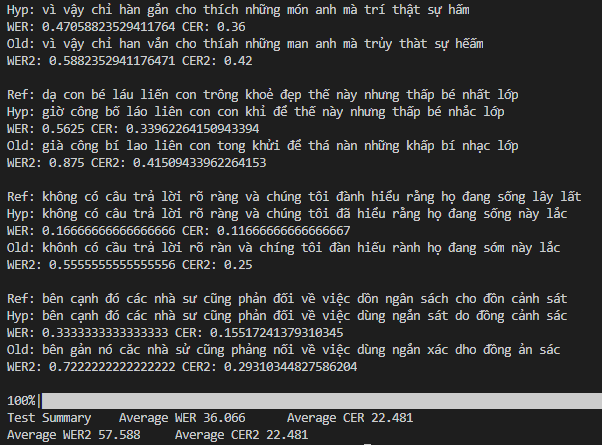 Hyp: vì vậy chỉ hàn gắn cho thích những món ăn mà trí thật sự hấm
WER: 0.47058823529411764 CER: 0.36
Old: vì vậy chỉ han vắn cho thíah những man anh mà trủy thàt sự hếấm
WER2: 0.5882352941176471 CER2: 0.42

Ref: dạ con bé láu liến con trông khoẻ đẹp thế này nhưng thấp bé nhất lớp
Hyp: giờ công bố láo liên con con khi để thế này nhưng thấp bé nhắc lớp
WER: 0.5625 CER: 0.33962264150943394
Old: già công bí lao liên con tong khửi để thá nàn những khấp bí nhạc lớp
WER2: 0.875 CER2: 0.41509433962264153

Ref: không có câu trả lời rõ ràng và chúng tôi đành hiểu rằng họ đang sống lây lất
Hyp: không có câu trả lời rõ ràng và chúng tôi đã hiểu rằng họ đang sống này lắc
WER: 0.16666666666666666 CER: 0.11666666666666667
Old: khônh có cầu trả lời rõ ràn và chíng tôi đàn hiếu rành họ đang sóm này lắc
WER2: 0.5555555555555556 CER2: 0.25

Ref: bên cạnh đó các nhà sư cũng phản đối về việc dồn ngân sách cho đôn cảnh sát
Hyp: bên cạnh đó các nhà sư cũng phản đối về việc dùng ngắn sát do đồng cảnh sác
WER: 0.3333333333333333 CER: 0.15517241379310345
Old: bên gản nó căc nhà sử cũng phảng nối về việc dùng ngắn xác dho đồng ản sác
WER2: 0.7222222222222222 CER2: 0.29310344827586204

100%|
Test Summary Average WER 36.066 Average CER 22.481
Average WER2 57.588 Average CER2 22.481